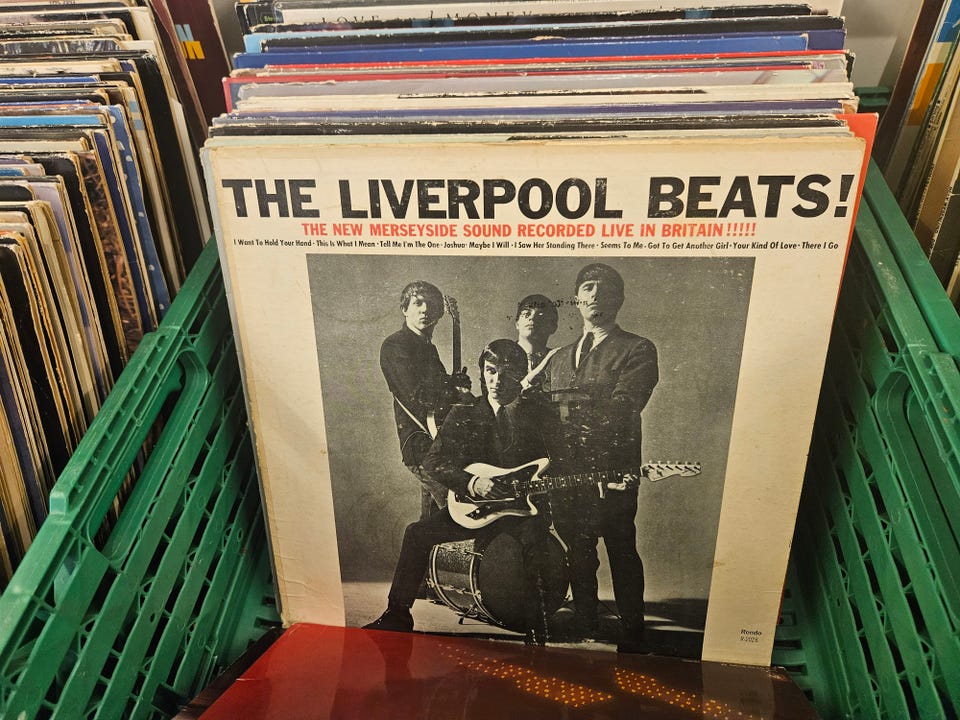 THE LIVERPOOL BEATS!
THE NEW MERSEYSIDE SOUND RECORDED LIVE IN BRITAIN!!!!!
I Want To Hold Your Hand · This Is What I Mean · Tell Me I'm The One · Joshua · Maybe I Will · I Saw Her Standing There · Seems To Me · Got To Get Another Girl · Your Kind Of Love · There I Go
Rondo
R-2026